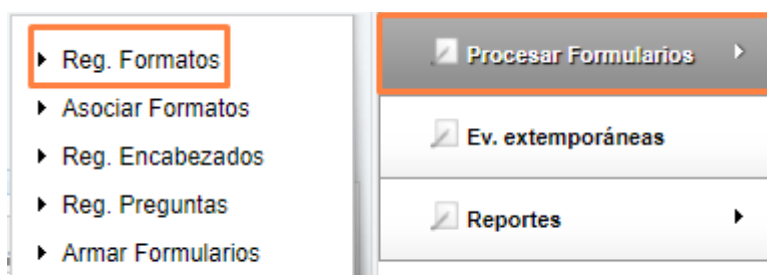 Reg. Formatos
Asociar Formatos
Reg. Encabezados
Reg. Preguntas
Armar Formularios
Procesar Formularios
Ev. extemporáneas
Reportes